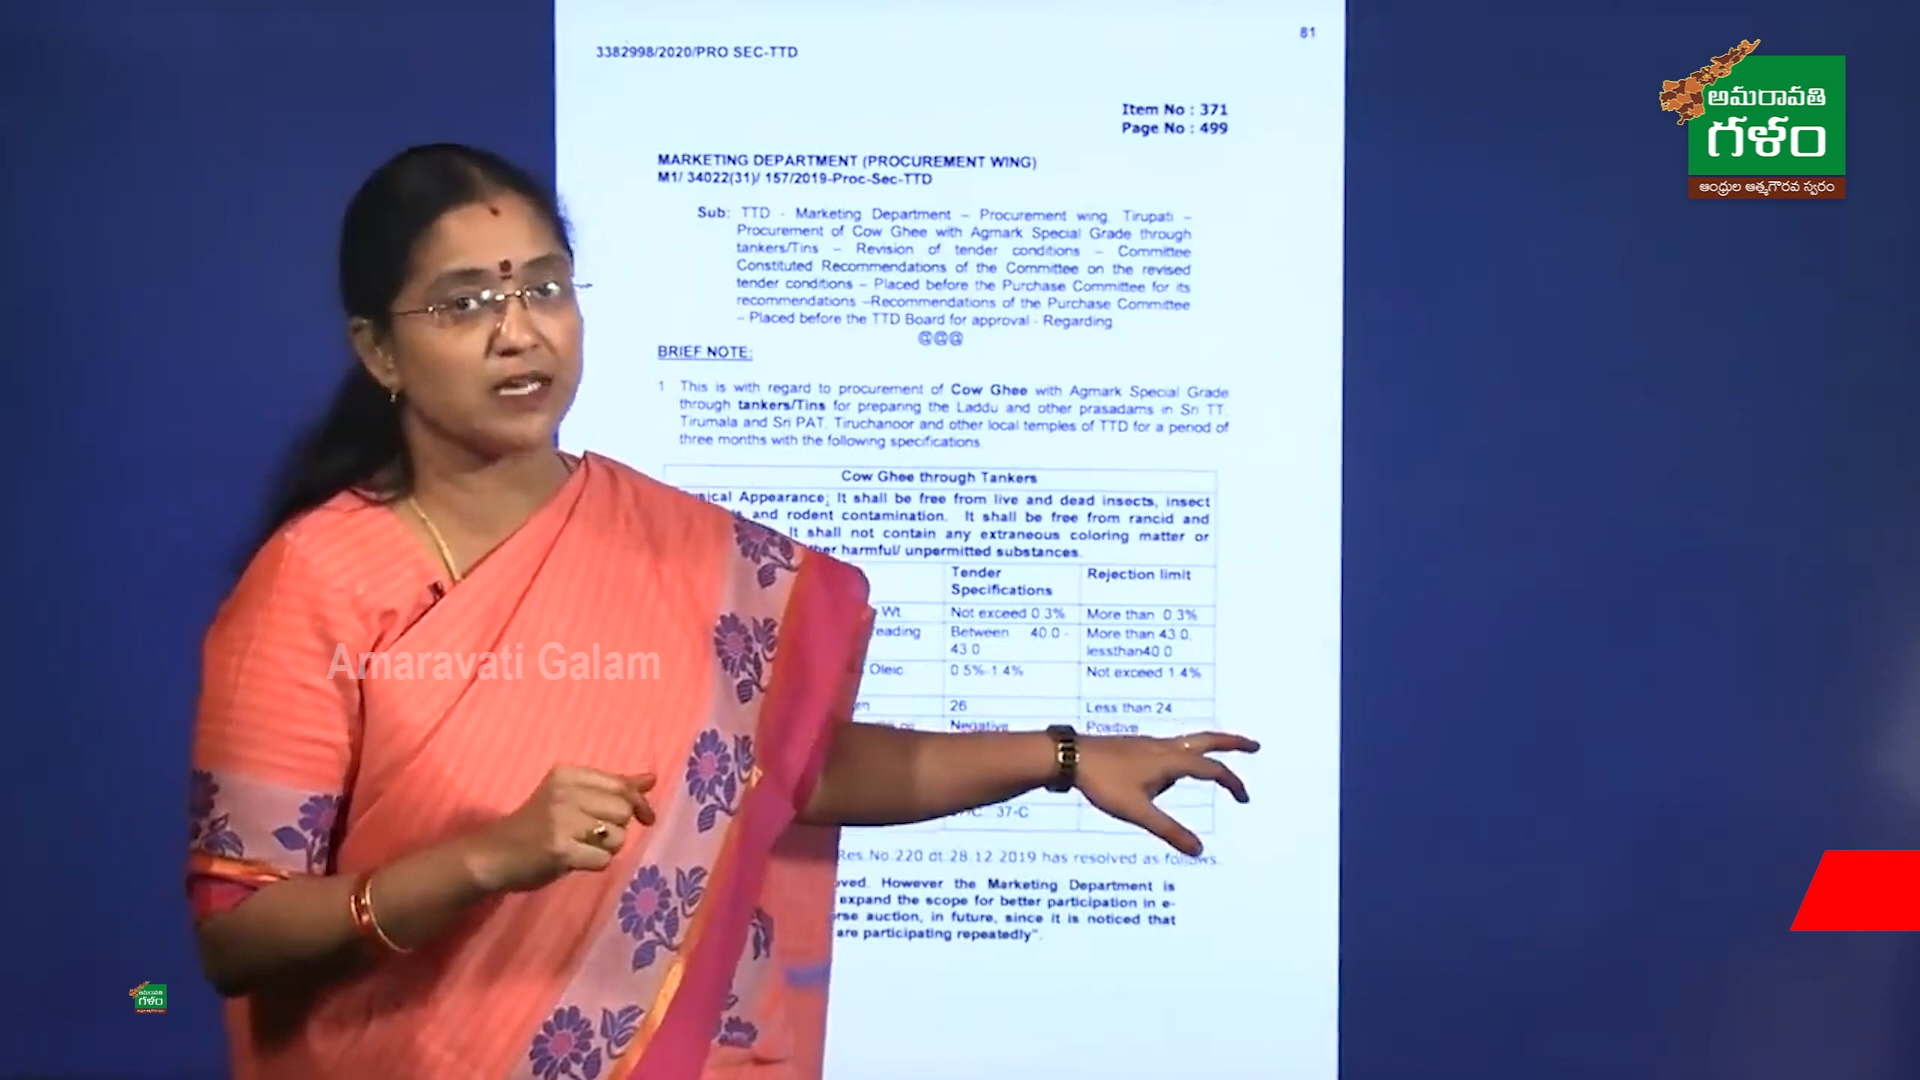 81
3382998/2020/PRO SEC-TTD
అమరావతి
గళం
ఆంధ్రుల ఆత్మగౌరవ స్వరం
Item No : 371
Page No : 499
MARKETING DEPARTMENT (PROCUREMENT WING)
M1/ 34022(31)/ 157/2019-Proc-Sec-TTD
Sub: TTD - Marketing Department – Procurement wing, Tirupati –
Procurement of Cow Ghee with Agmark Special Grade through
tankers/Tins – Revision of tender conditions – Committee
Constituted Recommendations of the Committee on the revised
tender conditions – Placed before the Purchase Committee for its
recommendations –Recommendations of the Purchase Committee
– Placed before the TTD Board for approval - Regarding
@@@
BRIEF NOTE:
1 This is with regard to procurement of Cow Ghee with Agmark Special Grade
through tankers/Tins for preparing the Laddu and other prasadams in Sri TT,
Tirumala and Sri PAT, Tiruchanoor and other local temples of TTD for a period of
three months with the following specifications
Cow Ghee through Tankers
Appearance; It shall be free from live and dead insects, insect
and rodent contamination. It shall be free from rancid and
It shall not contain any extraneous coloring matter or
harmful/ unpermitted substances.
Tender Specifications Rejection limit
Wt Not exceed 0.3% More than 0.3%
reading Between 40.0 - 43.0 More than 43.0, lessthan40.0
Oleic 0.5%-1.4% Not exceed 1.4%
26 Less than 24
Negative Positive
37-C
Res.No.220 dt.28.12.2019 has resolved as follows.
However the Marketing Department is
expand the scope for better participation in e-
auction, in future, since it is noticed that
are participating repeatedly".
Amaravati Galam
అమరావతి
గళం